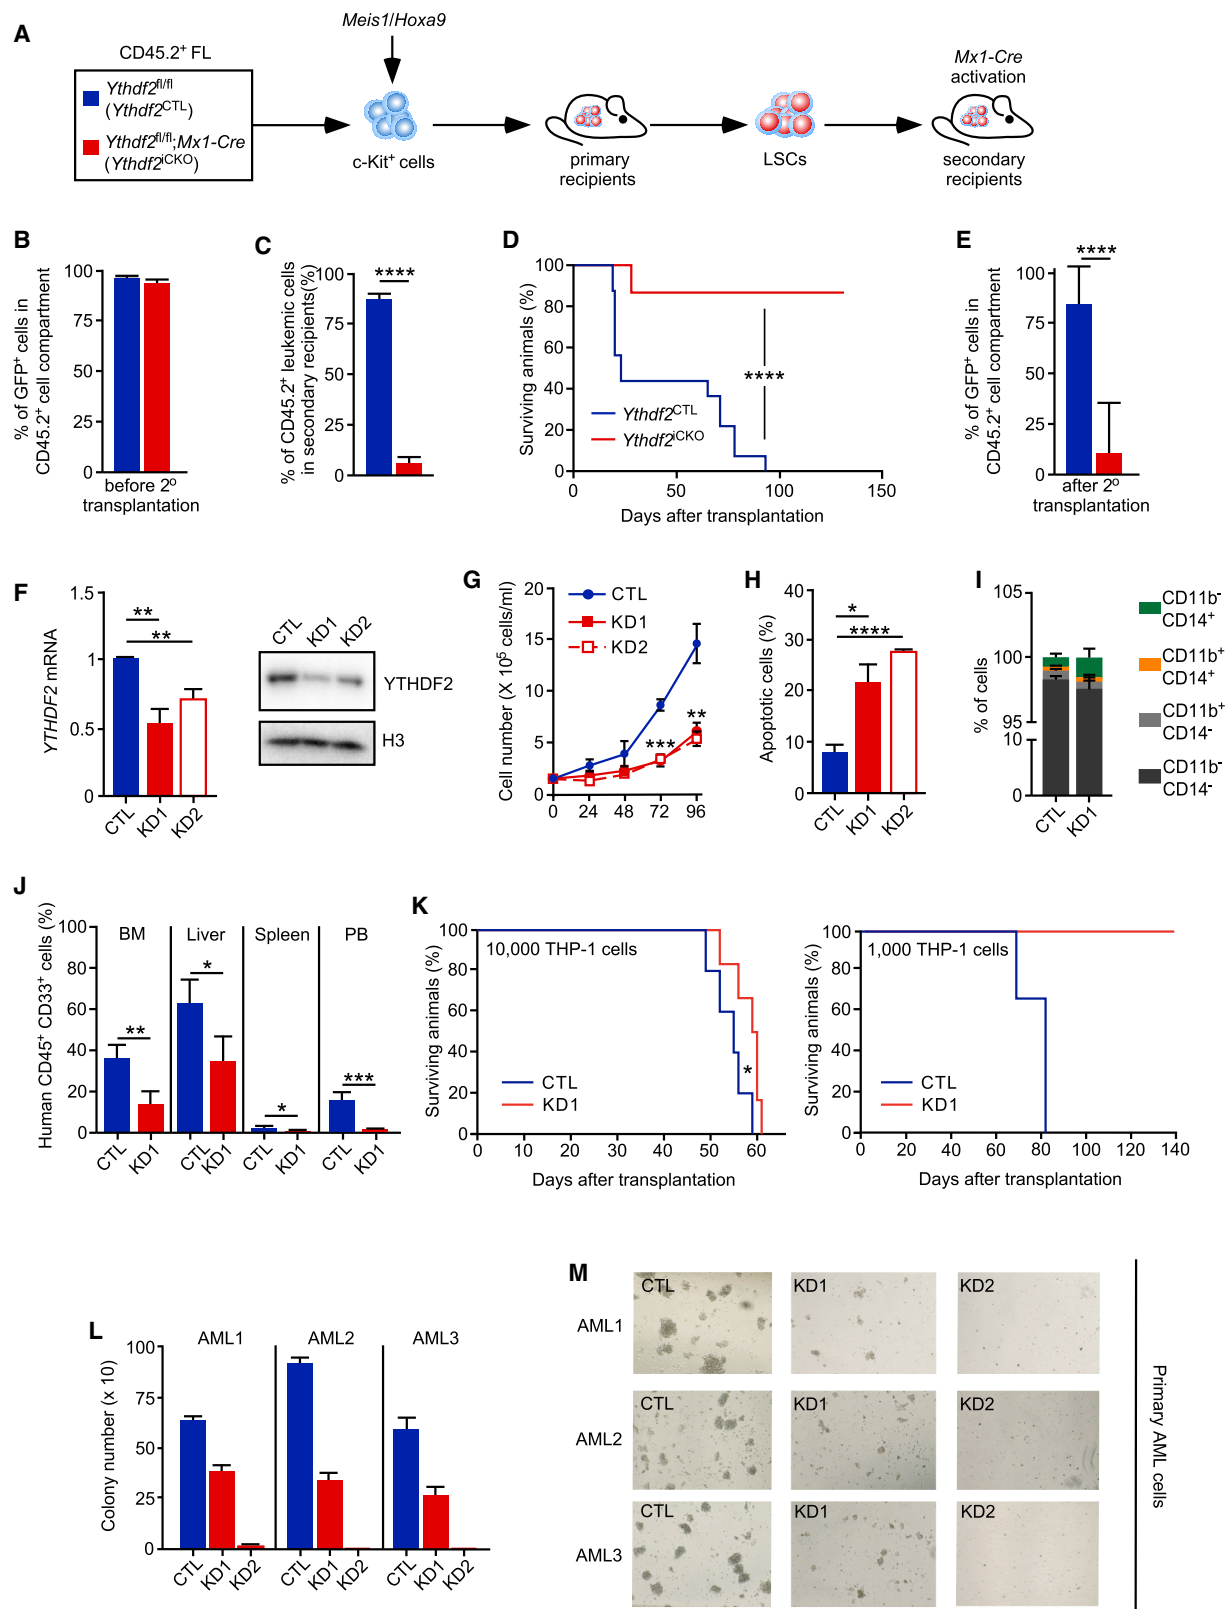 A
Meis1/Hoxa9
CD45.2+ FL
Ythdf2fl/fl
(Ythdf2CTL)
Ythdf2fl/fl;Mx1-Cre
(Ythdf2iCKO)
c-Kit+ cells
primary
recipients
LSCs
Mx1-Cre
activation
secondary
recipients
B
% of GFP+ cells in
CD45.2+ cell compartment
100
75
50
25
0
before 2º
transplantation
C
% of CD45.2+ leukemic cells
in secondary recipients(%)
100
75
50
25
0
****
D
Surviving animals (%)
100
80
60
40
20
0
Ythdf2CTL
Ythdf2iCKO
****
0 50 100 150
Days after transplantation
E
% of GFP+ cells in
CD45.2+ cell compartment
100
75
50
25
0
****
after 2º
transplantation
F
YTHDF2 mRNA
1.5
1
0.5
0
**
**
CTL KD1 KD2
CTL KD1 KD2
YTHDF2
H3
G
Cell number (X 105 cells/ml)
20
15
10
5
0
CTL
KD1
KD2
***
**
0 24 48 72 96
H
Apoptotic cells (%)
40
30
20
10
0
*
****
CTL KD1 KD2
I
% of cells
105
100
95
10
0
CTL KD1
CD11b-
CD14+
CD11b+
CD14+
CD11b+
CD14-
CD11b-
CD14-
J
Human CD45+ CD33+ cells (%)
100
80
60
40
20
0
BM Liver Spleen PB
**
*
*
***
CTL KD1 CTL KD1 CTL KD1 CTL KD1
K
Surviving animals (%)
100
80
60
40
20
0
10,000 THP-1 cells
CTL
KD1
*
0 10 20 30 40 50 60
Days after transplantation
Surviving animals (%)
100
80
60
40
20
0
1,000 THP-1 cells
CTL
KD1
0 20 40 60 80 100 120 140
Days after transplantation
L
Colony number (x 10)
100
75
50
25
0
AML1 AML2 AML3
CTL KD1 KD2 CTL KD1 KD2 CTL KD1 KD2
M
AML1
CTL KD1 KD2
AML2
CTL KD1 KD2
AML3
CTL KD1 KD2
Primary AML cells